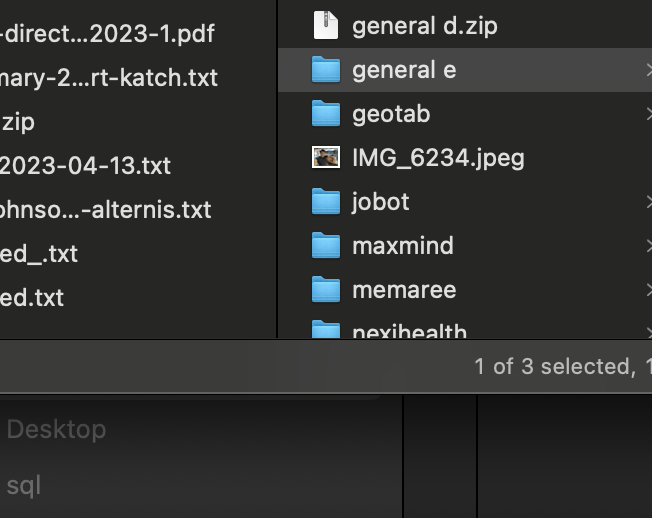 -direct...2023-1.pdf
mary-2...rt-katch.txt
zip
2023-04-13.txt
ohnso...-alternis.txt
ed_.txt
ed.txt
general d.zip
general e
geotab
IMG_6234.jpeg
jobot
maxmind
memaree
nexihealth
1 of 3 selected, 1
Desktop
sql